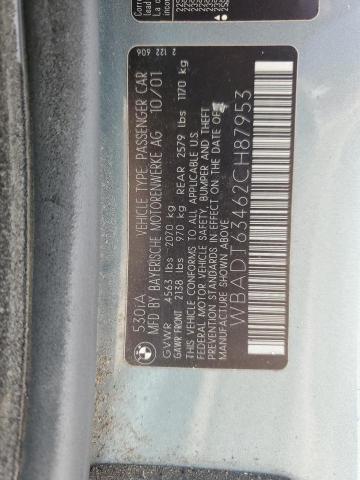 530iA VEHICLE TYPE PASSENGER CAR 2 122 606
MFD BY BAYERISCHE MOTORENWERKE AG 10/01
GVWR 4563 lbs 2070 kg
GAWR FRONT 2138 lbs 970 kg REAR 2579 lbs 1170 kg
THIS VEHICLE CONFORMS TO ALL APPLICABLE U.S.
FEDERAL MOTOR VEHICLE SAFETY, BUMPER AND THEFT
PREVENTION STANDARDS IN EFFECT ON THE DATE OF
MANUFACTURE SHOWN ABOVE
WBADT63462CH87953